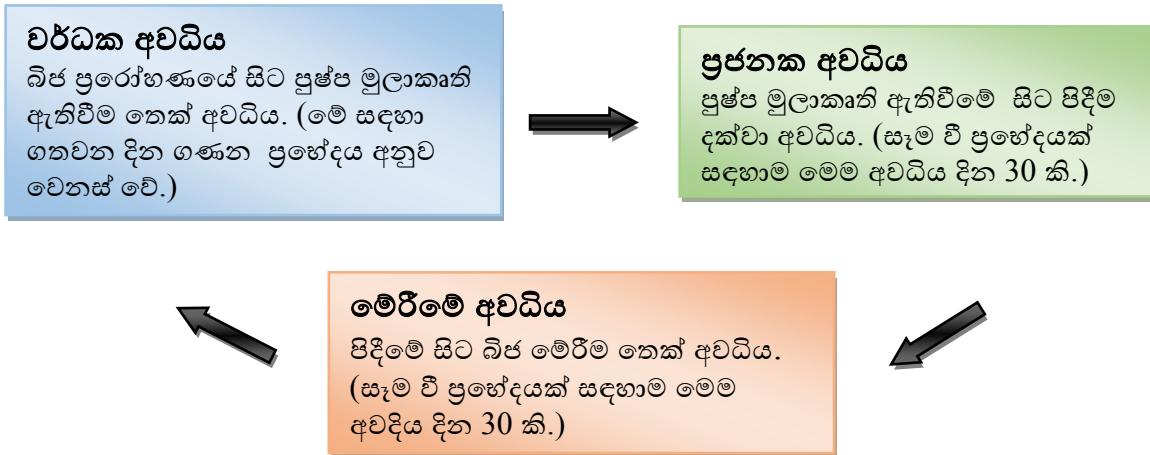 වර්ධක අවධිය
බිජ ප්‍රරෝහණයේ සිට පුෂ්ප මුලාකෘති
ඇතිවීම තෙක් අවධිය. (මේ සඳහා
ගතවන දින ගණන ප්‍රභේදය අනුව
වෙනස් වේ.)
ප්‍රජනක අවධිය
පුෂ්ප මුලාකෘති ඇතිවීමේ සිට පිදීම
දක්වා අවධිය. (සෑම වී ප්‍රභේදයක්
සඳහාම මෙම අවධිය දින 30 කි.)
මේරීමේ අවධිය
පිදීමේ සිට බිජ මේරීම තෙක් අවධිය.
(සෑම වී ප්‍රභේදයක් සඳහාම මෙම
අවදිය දින 30 කි.)